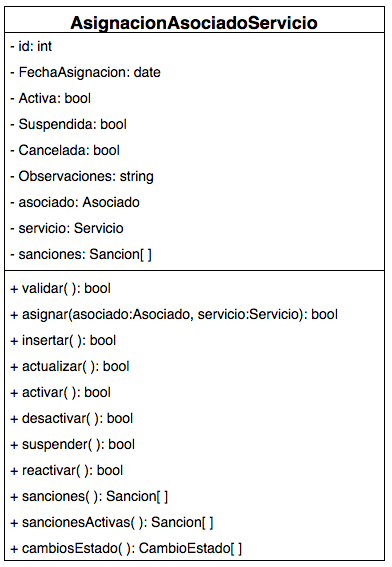 AsignacionAsociadoServicio
- id: int
- FechaAsignacion: date
- Activa: bool
- Suspendida: bool
- Cancelada: bool
- Observaciones: string
- asociado: Asociado
- servicio: Servicio
- sanciones: Sancion[ ]
+ validar( ): bool
+ asignar(asociado:Asociado, servicio:Servicio): bool
+ insertar( ): bool
+ actualizar( ): bool
+ activar( ): bool
+ desactivar( ): bool
+ suspender( ): bool
+ reactivar( ): bool
+ sanciones( ): Sancion[ ]
+ sancionesActivas( ): Sancion[ ]
+ cambiosEstado( ): CambioEstado[ ]